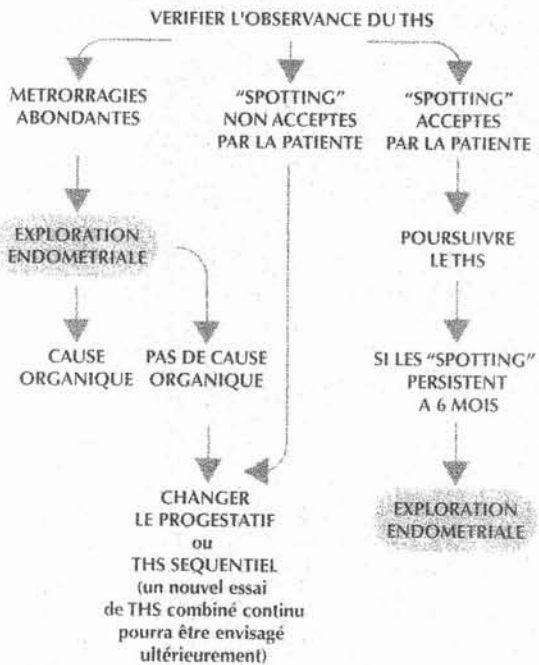 VERIFIER L'OBSERVANCE DU THS
METRORRAGIES
ABONDANTES
"SPOTTING"
NON ACCEPTES
PAR LA PATIENTE
"SPOTTING"
ACCEPTES
PAR LA PATIENTE
EXPLORATION
ENDOMETRIALE
POURSUIVRE
LE THS
CAUSE
ORGANIQUE
PAS DE CAUSE
ORGANIQUE
SI LES "SPOTTING"
PERSISTENT
A 6 MOIS
CHANGER
LE PROGESTATIF
ou
THS SEQUENTIEL
(un nouvel essai
de THS combiné continu
pourra être envisagé
ultérieurement)
EXPLORATION
ENDOMETRIALE